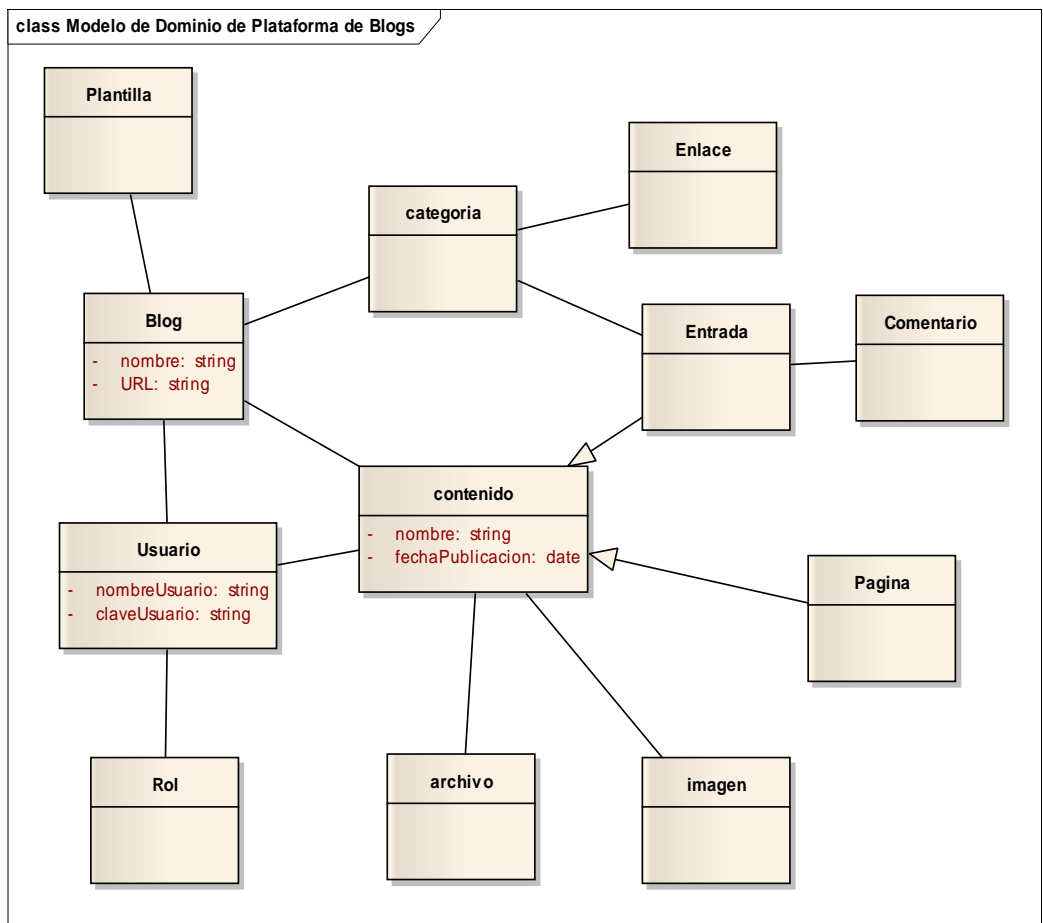 class Modelo de Dominio de Plataforma de Blogs
Plantilla
Enlace
categoria
Blog
- nombre: string
- URL: string
Entrada
Comentario
contenido
- nombre: string
- fechaPublicacion: date
Usuario
- nombreUsuario: string
- claveUsuario: string
Pagina
Rol
archivo
imagen